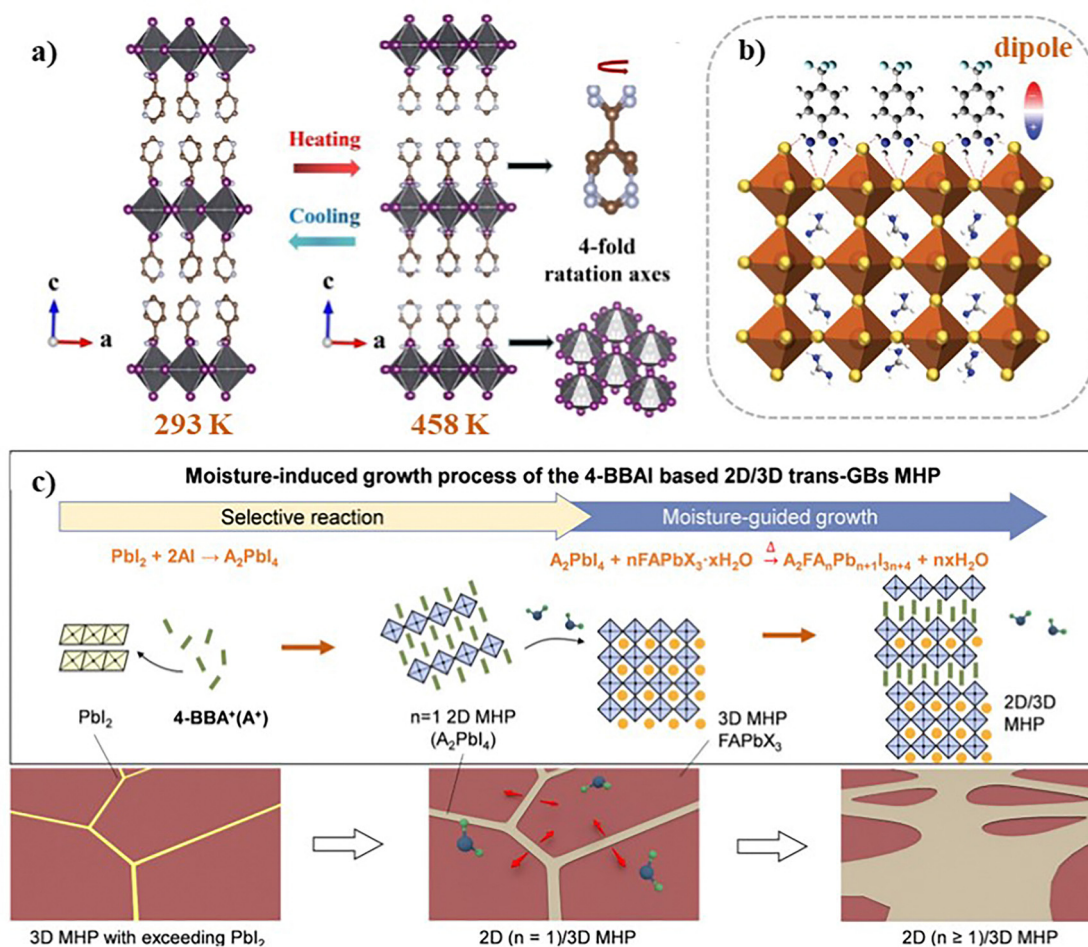 a)
Heating
Cooling
c
a
293 K
c
a
458 K
4-fold
ratation axes
b)
dipole
−
+
c)
Moisture-induced growth process of the 4-BBAI based 2D/3D trans-GBs MHP
Selective reaction
Moisture-guided growth
PbI₂ + 2AI → A₂PbI₄
A₂PbI₄ + nFAPbX₃·xH₂O →Δ A₂FAₙPbₙ₊₁I₃ₙ₊₄ + nxH₂O
PbI₂
4-BBA⁺(A⁺)
n=1 2D MHP
(A₂PbI₄)
3D MHP
FAPbX₃
2D/3D
MHP
3D MHP with exceeding PbI₂
2D (n = 1)/3D MHP
2D (n ≥ 1)/3D MHP